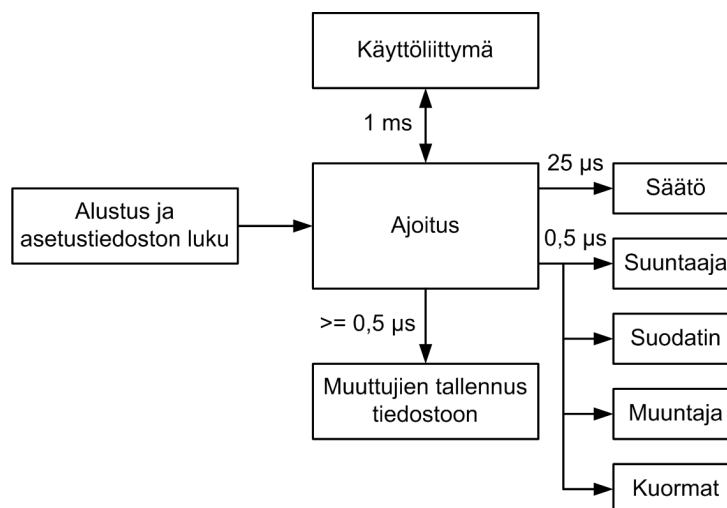 Käyttöliittymä
1 ms
Alustus ja
asetustiedoston luku
Ajoitus
25 µs
Säätö
0,5 µs
Suuntaaja
>= 0,5 µs
Suodatin
Muuttujien tallennus
tiedostoon
Muuntaja
Kuormat